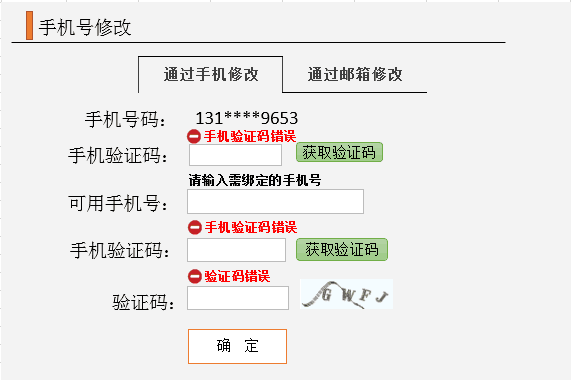 手机号修改
通过手机修改 通过邮箱修改
手机号码： 131****9653
手机验证码错误
手机验证码： 获取验证码
请输入需绑定的手机号
可用手机号：
手机验证码错误
手机验证码： 获取验证码
验证码错误
验证码： GWFJ
确 定